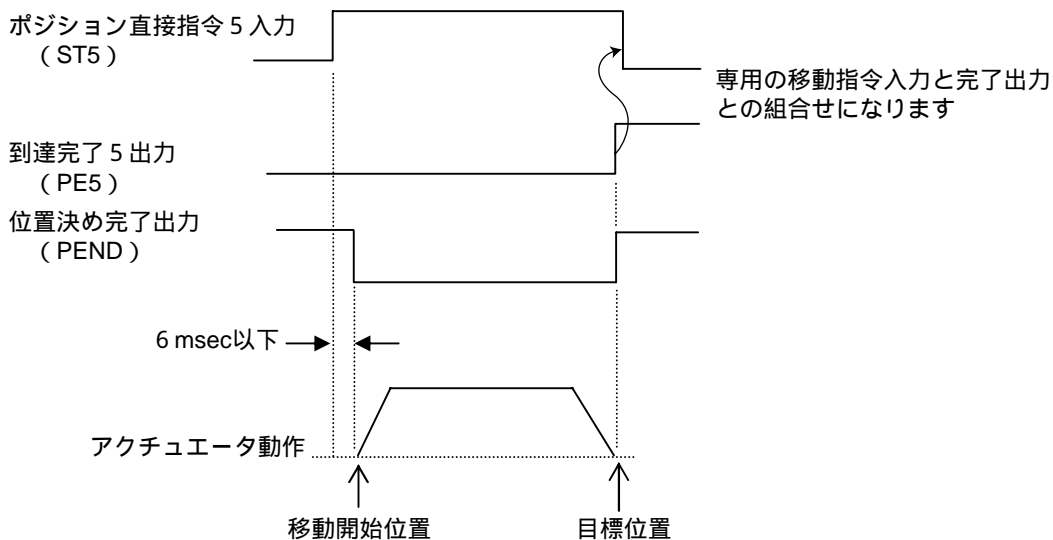 ポジション直接指令5入力
(ST5)
専用の移動指令入力と完了出力
との組合せになります
到達完了5出力
(PE5)
位置決め完了出力
(PEND)
6 msec以下
アクチュエータ動作
移動開始位置
目標位置